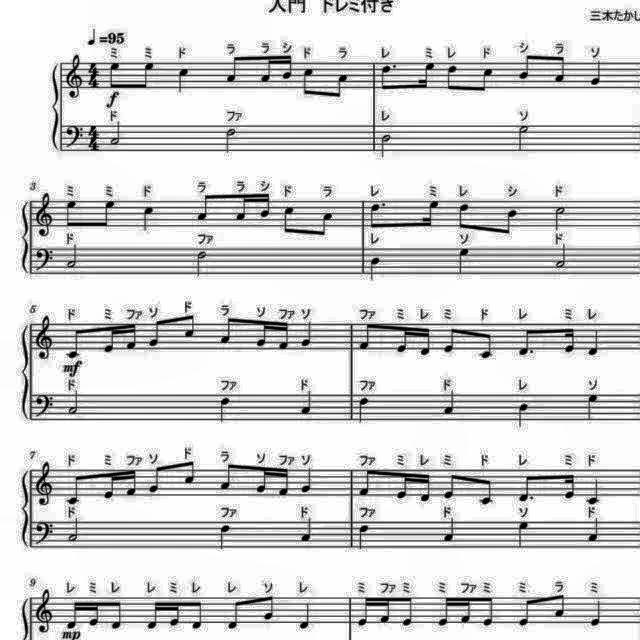 入門 ドレミ付き
三木たかし
♩=95
ミ ミ ド ラ ラ シ ド ラ レ ミ レ ド シ ラ ソ
f
ド ファ レ ソ
3
ミ ミ ド ラ ラ シ ド ラ レ ミ レ シ ド
ド ファ レ ソ ド
5
ド ミ ファ ソ ド ラ ソ ファ ソ ファ ミ レ ミ ド レ ミ レ
mf
ド ファ ド ファ ド レ ソ
7
ド ミ ファ ソ ド ラ ソ ファ ソ ファ ミ レ ミ ド レ ミ ド
ド ファ ド ファ ド ソ ド
9
レ ミ レ レ ミ レ レ ソ レ ミ ファ ミ ミ ファ ミ ミ ラ ミ
mp